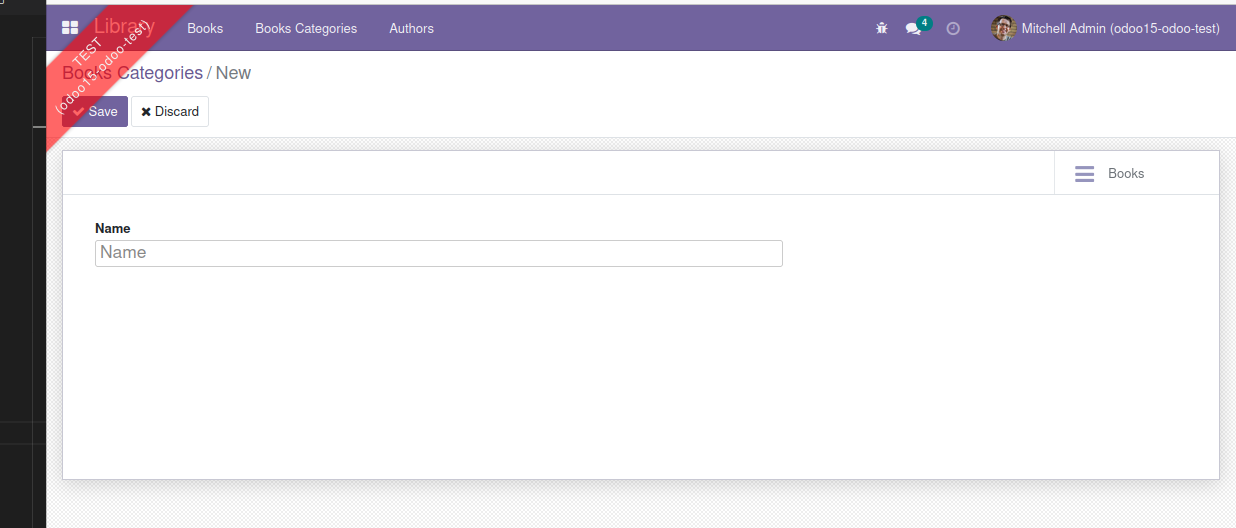 Library Books Books Categories Authors 4 Mitchell Admin (odoo15-odoo-test)
TEST
(odoo15-odoo-test)
Books Categories / New
Save Discard
Books
Name
Name